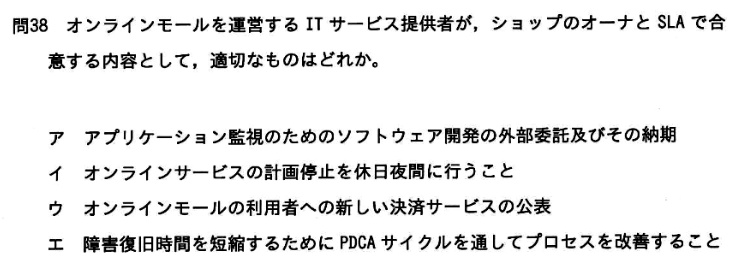 問38 オンラインモールを運営する IT サービス提供者が，ショップのオーナと SLA で合
意する内容として，適切なものはどれか。
ア アプリケーション監視のためのソフトウェア開発の外部委託及びその納期
イ オンラインサービスの計画停止を休日夜間に行うこと
ウ オンラインモールの利用者への新しい決済サービスの公表
エ 障害復旧時間を短縮するために PDCA サイクルを通してプロセスを改善すること